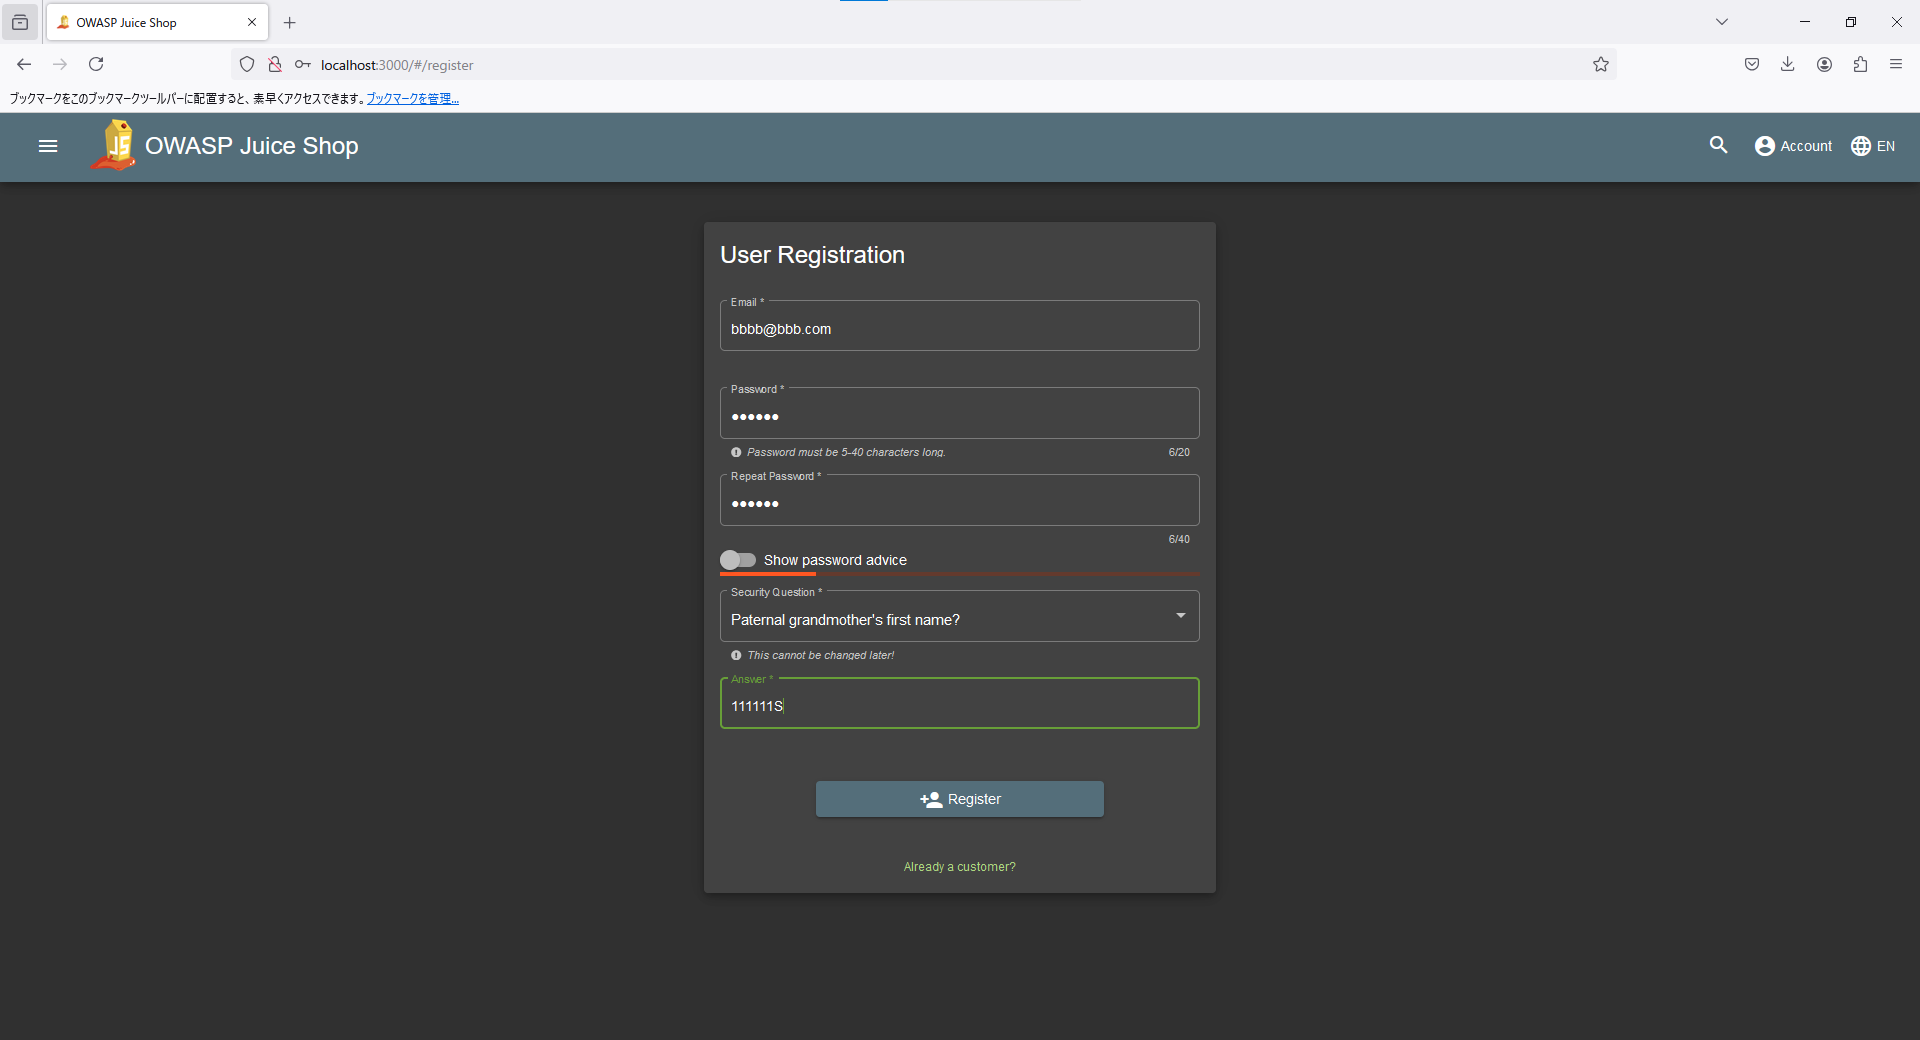 OWASP Juice Shop
localhost:3000/#/register
ブックマークをこのブックマークツールバーに配置すると、素早くアクセスできます。ブックマークを管理...
JS OWASP Juice Shop
Account EN
User Registration
Email *
bbbb@bbb.com
Password *
••••••
Password must be 5-40 characters long. 6/20
Repeat Password *
••••••
6/40
Show password advice
Security Question *
Paternal grandmother's first name?
This cannot be changed later!
Answer *
111111S
Register
Already a customer?